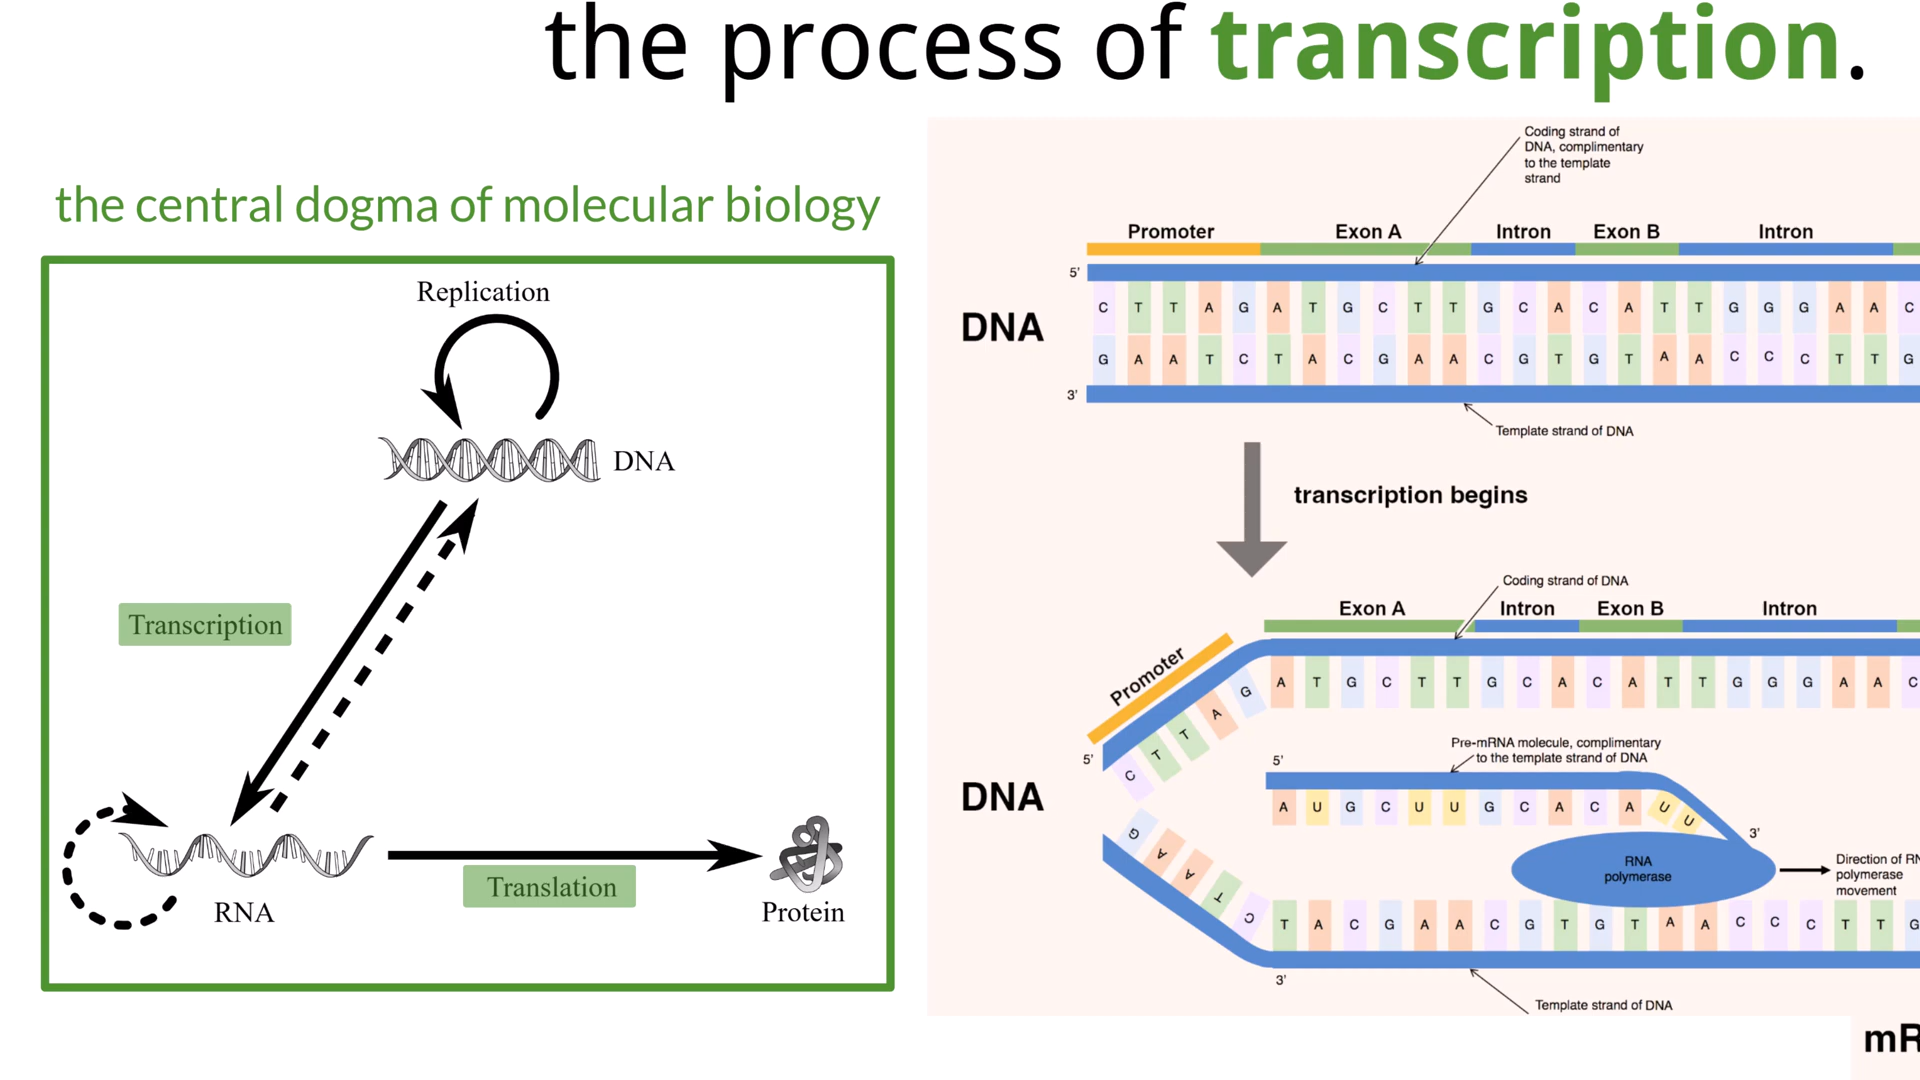 the process of transcription.
the central dogma of molecular biology
Replication
DNA
Transcription
Translation
RNA
Protein
Coding strand of
DNA, complimentary
to the template
strand
Promoter Exon A Intron Exon B Intron
5'
C T T A G A T G C T T G C A C A T T G G G A A C
DNA
G A A T C T A C G A A C G T G T A A C C C T T G
3'
Template strand of DNA
transcription begins
Coding strand of DNA
Exon A Intron Exon B Intron
Promoter
5'
C T T A G A T G C T T G C A C A T T G G G A A C
Pre-mRNA molecule, complimentary
to the template strand of DNA
5'
A U G C U U G C A C A U U
3'
DNA
RNA
polymerase
Direction of RN
polymerase
movement
G A A T C T A C G A A C G T G T A A C C C T T G
3'
Template strand of DNA
mR